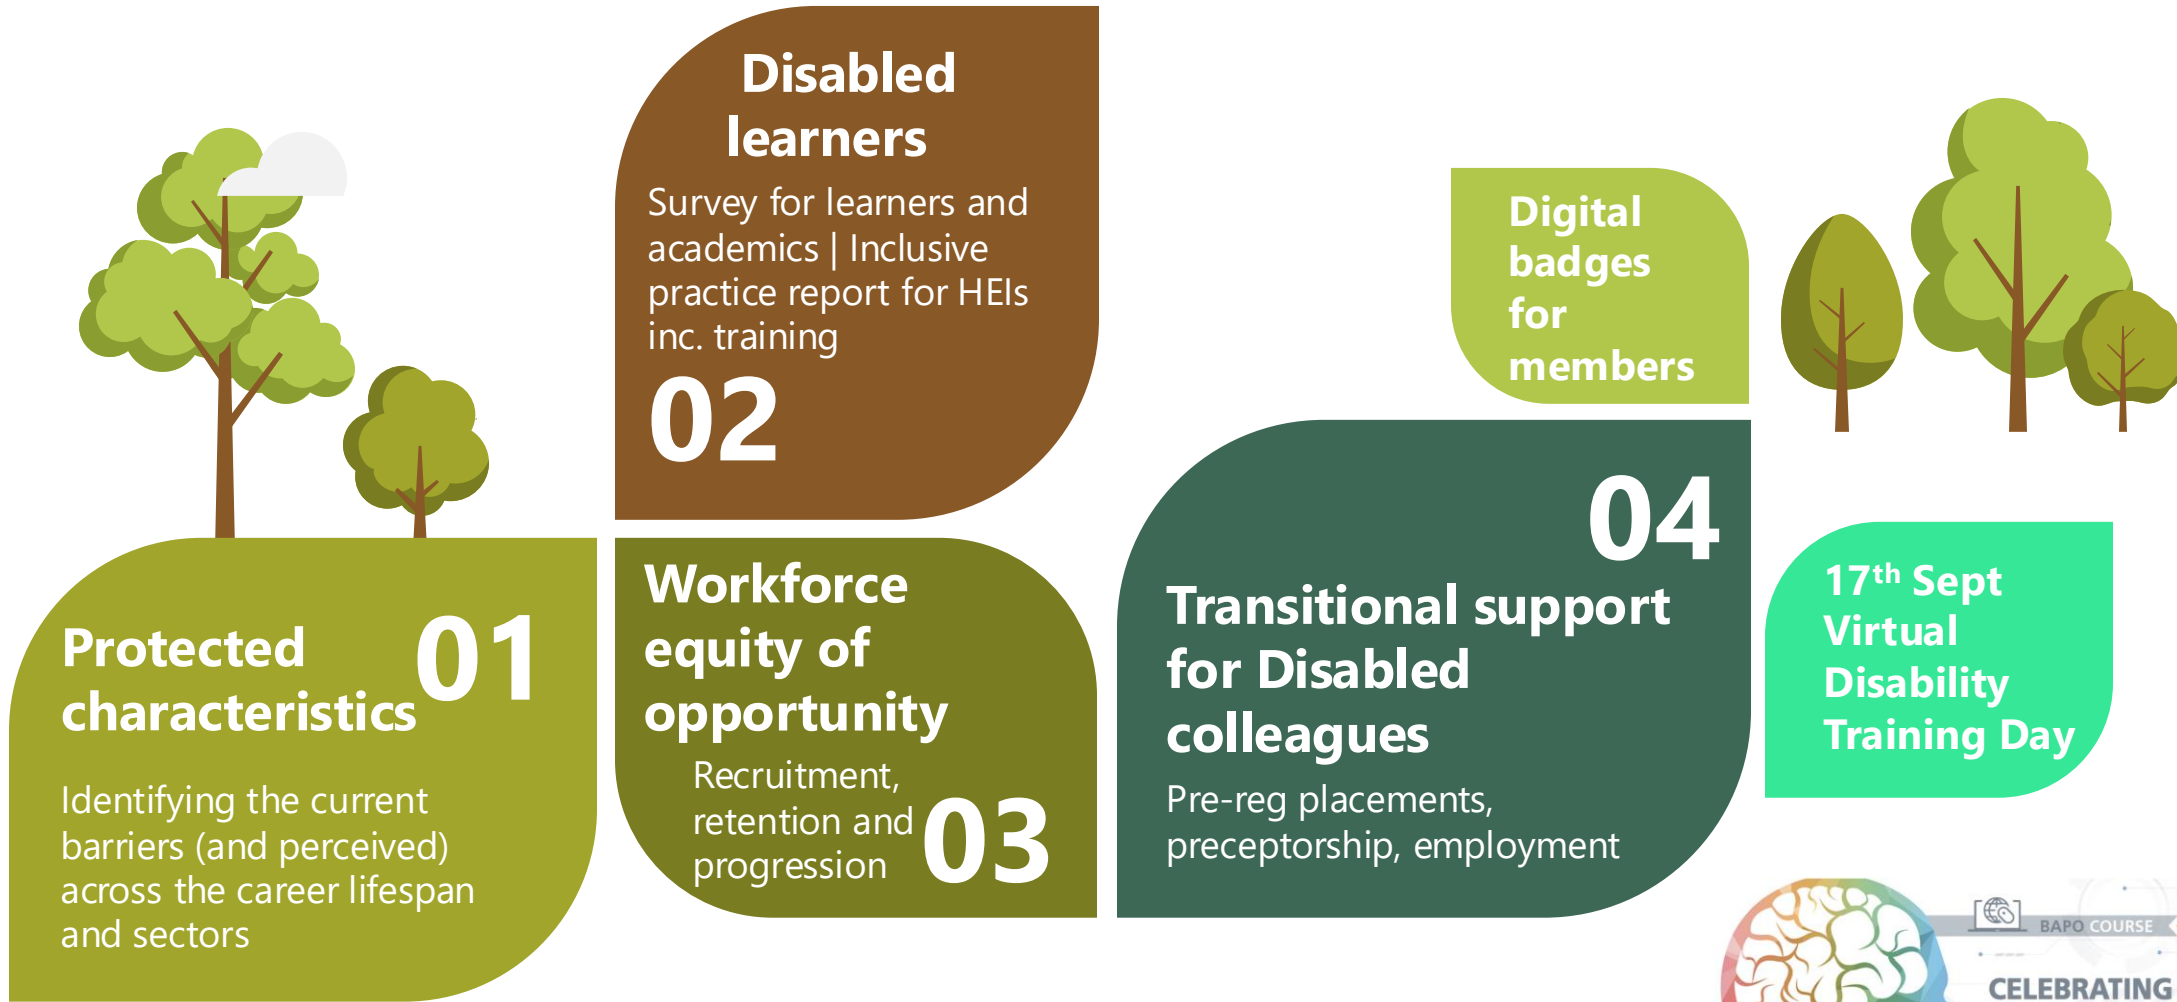 Protected
characteristics
01
Identifying the current
barriers (and perceived)
across the career lifespan
and sectors
Disabled
learners
Survey for learners and
academics | Inclusive
practice report for HEIs
inc. training
02
Workforce
equity of
opportunity
Recruitment,
retention and
progression
03
04
Transitional support
for Disabled
colleagues
Pre-reg placements,
preceptorship, employment
Digital
badges
for
members
17th Sept
Virtual
Disability
Training Day
BAPO COURSE
CELEBRATING